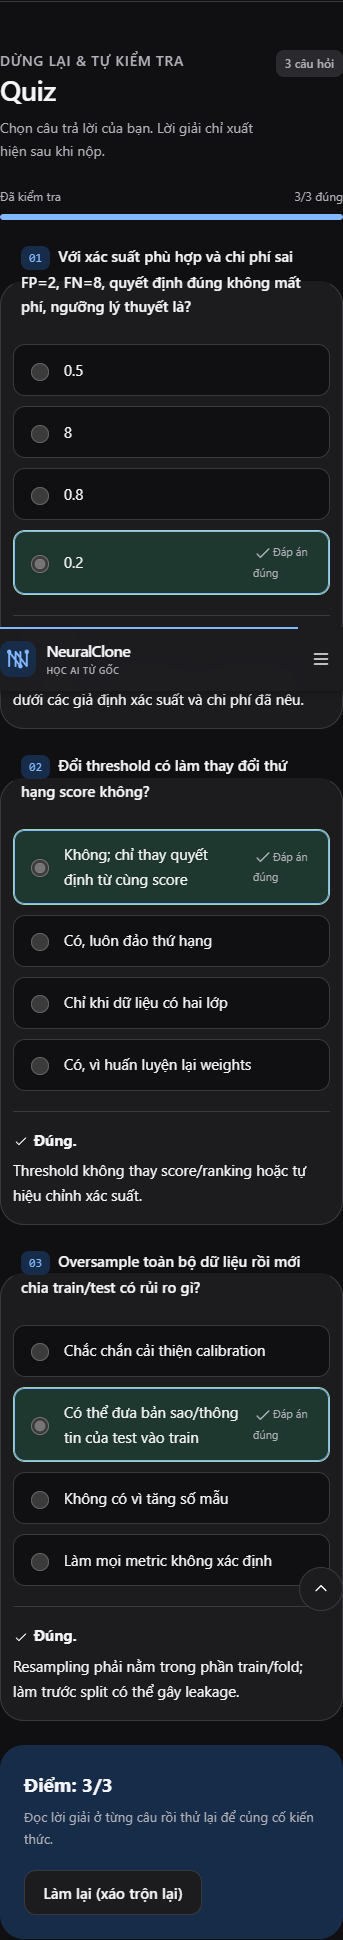 DỪNG LẠI & TỰ KIỂM TRA
3 câu hỏi
Quiz
Chọn câu trả lời của bạn. Lời giải chỉ xuất
hiện sau khi nộp.
Đã kiểm tra
3/3 đúng
01 Với xác suất phù hợp và chi phí sai
FP=2, FN=8, quyết định đúng không mất
phí, ngưỡng lý thuyết là?
0.5
8
0.8
0.2
Đáp án
đúng
NeuralClone
HỌC AI TỪ GỐC
dưới các giả định xác suất và chi phí đã nêu.
02 Đổi threshold có làm thay đổi thứ
hạng score không?
Không; chỉ thay quyết
định từ cùng score
Đáp án
đúng
Có, luôn đảo thứ hạng
Chỉ khi dữ liệu có hai lớp
Có, vì huấn luyện lại weights
Đúng.
Threshold không thay score/ranking hoặc tự
hiệu chỉnh xác suất.
03 Oversample toàn bộ dữ liệu rồi mới
chia train/test có rủi ro gì?
Chắc chắn cải thiện calibration
Có thể đưa bản sao/thông
tin của test vào train
Đáp án
đúng
Không có vì tăng số mẫu
Làm mọi metric không xác định
Đúng.
Resampling phải nằm trong phần train/fold;
làm trước split có thể gây leakage.
Điểm: 3/3
Đọc lời giải ở từng câu rồi thử lại để củng cố kiến
thức.
Làm lại (xáo trộn lại)